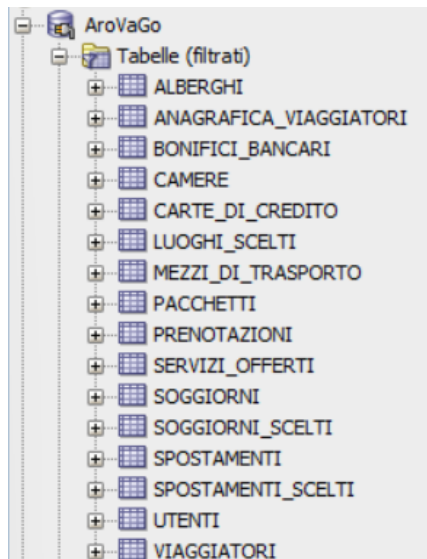 AroVaGo
Tabelle (filtrati)
ALBERGHI
ANAGRAFICA_VIAGGIATORI
BONIFICI_BANCARI
CAMERE
CARTE_DI_CREDITO
LUOGHI_SCELTI
MEZZI_DI_TRASPORTO
PACCHETTI
PRENOTAZIONI
SERVIZI_OFFERTI
SOGGIORNI
SOGGIORNI_SCELTI
SPOSTAMENTI
SPOSTAMENTI_SCELTI
UTENTI
VIAGGIATORI